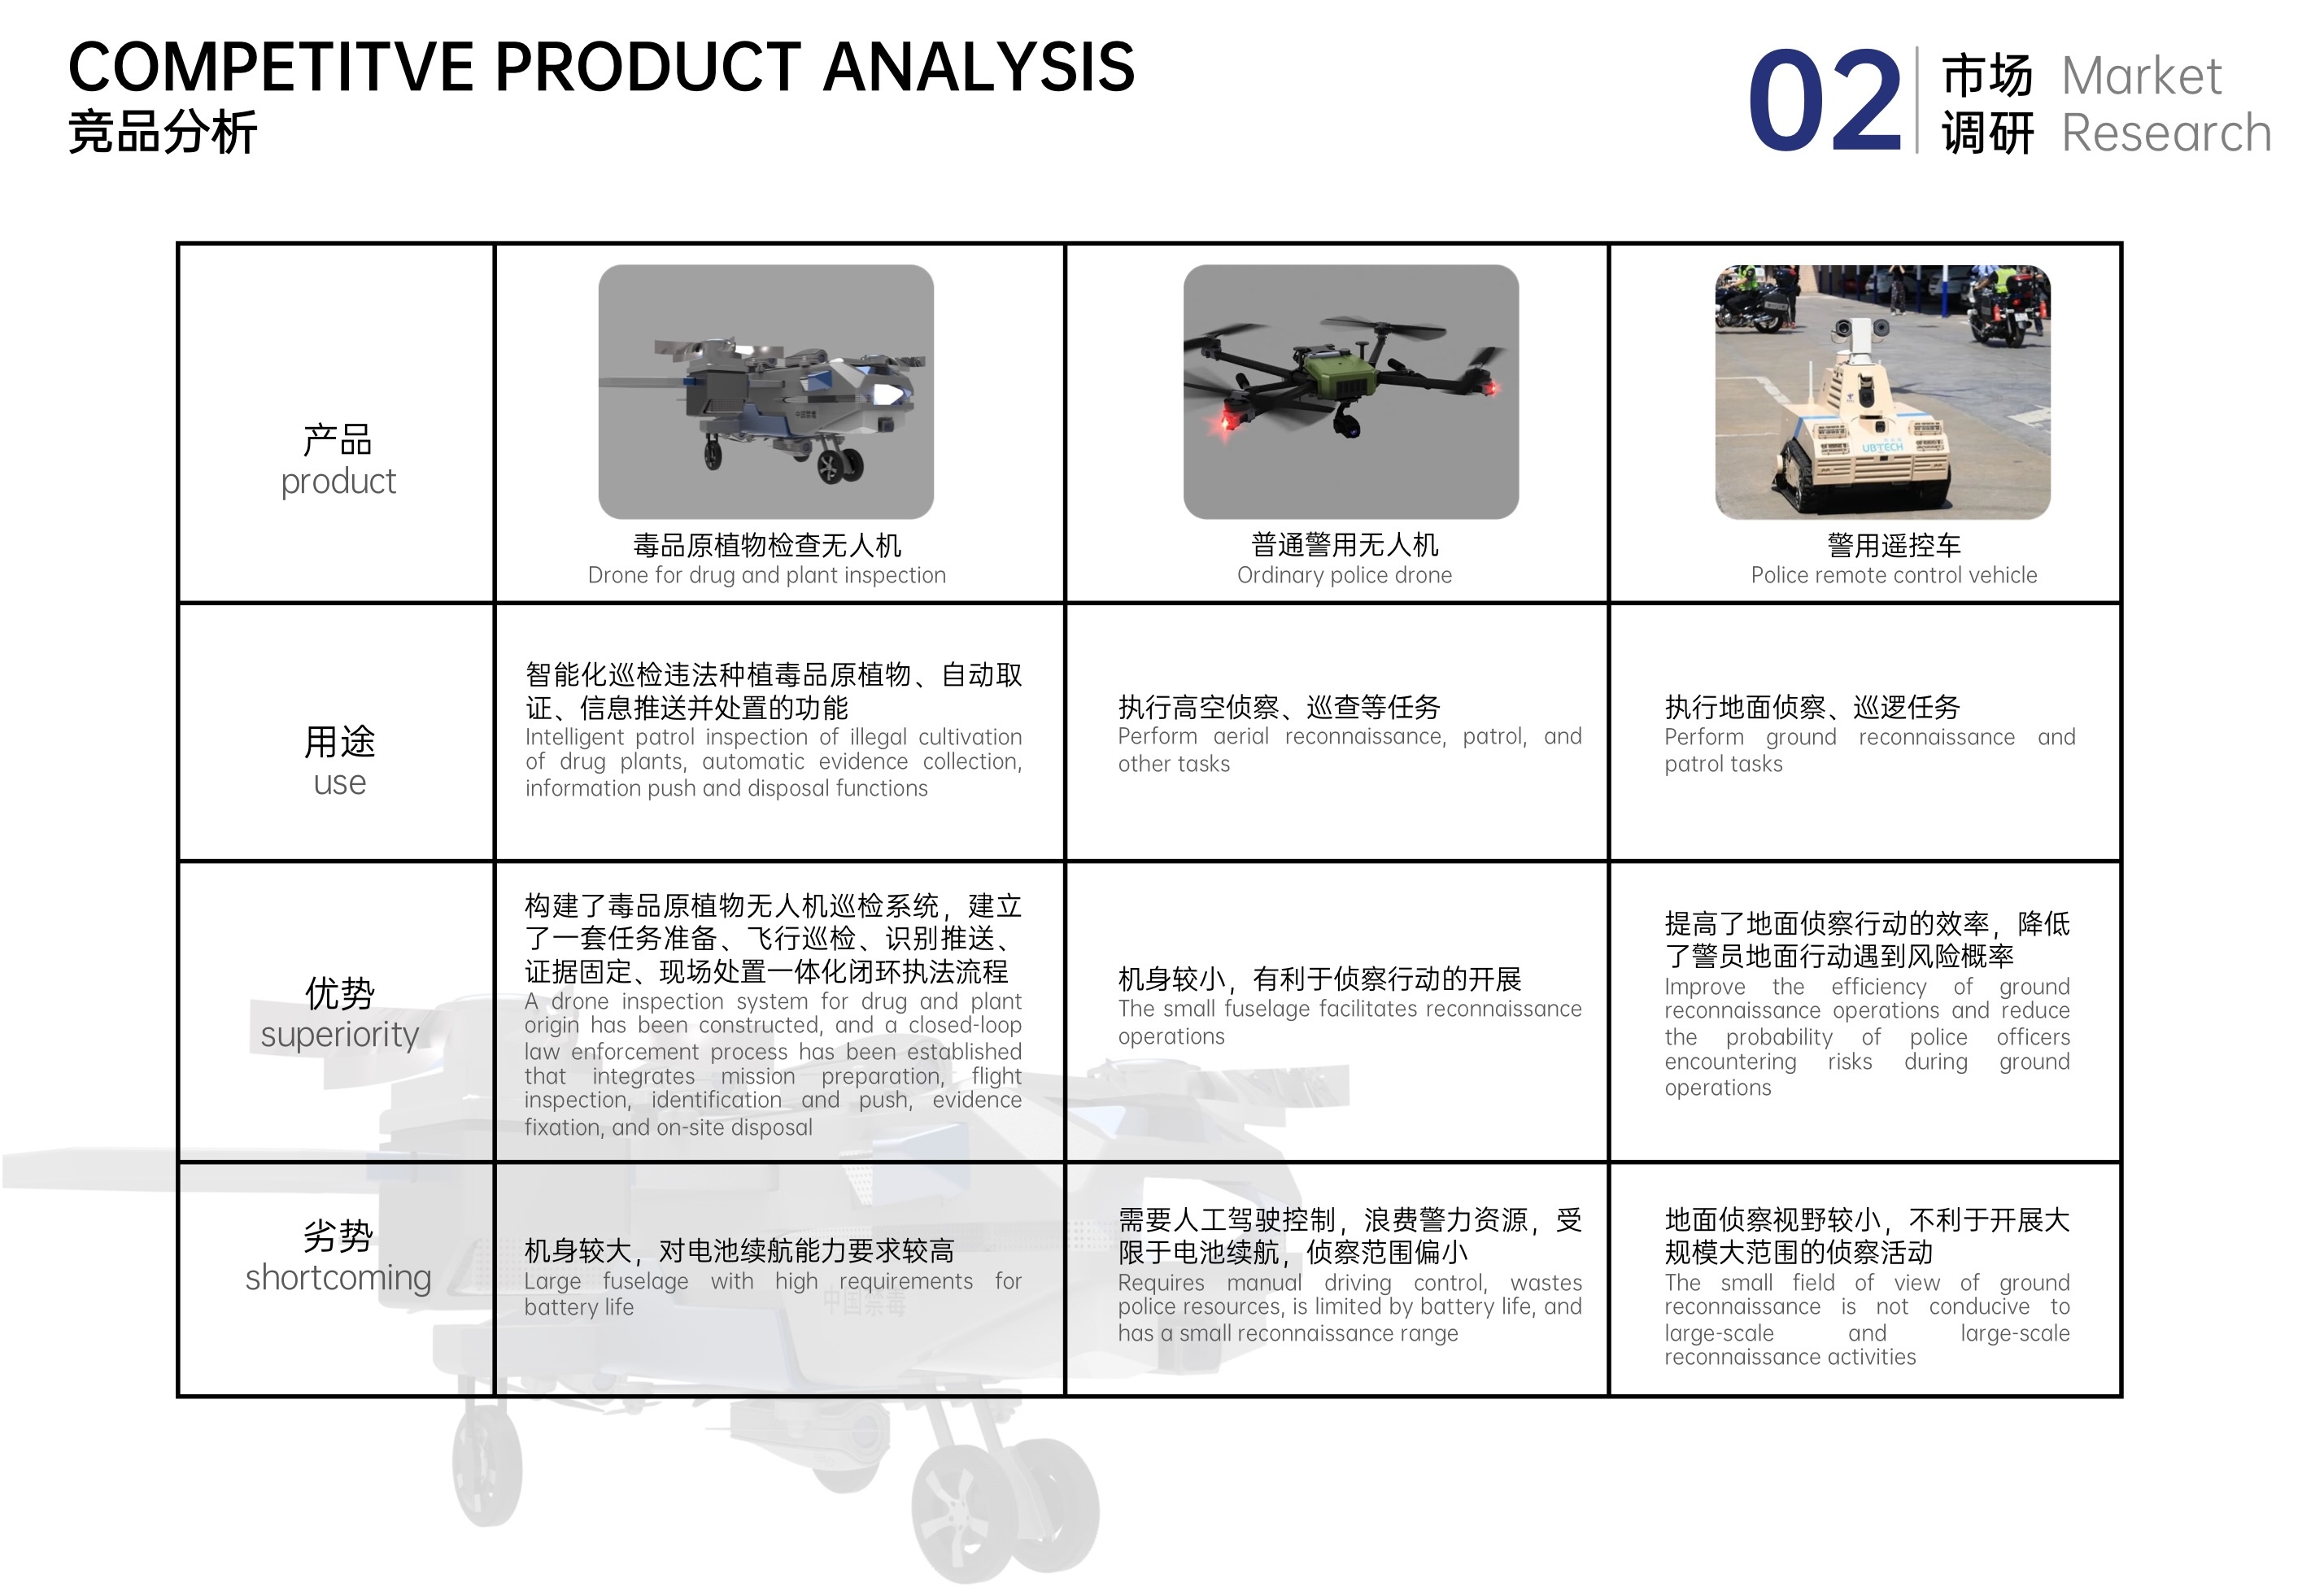 COMPETITVE PRODUCT ANALYSIS
竞品分析
02
市场
调研
Market
Research
产品
product
中国禁毒
毒品原植物检查无人机
Drone for drug and plant inspection
普通警用无人机
Ordinary police drone
UBTECH
警用遥控车
Police remote control vehicle
用途
use
智能化巡检违法种植毒品原植物、自动取
证、信息推送并处置的功能
Intelligent patrol inspection of illegal cultivation
of drug plants, automatic evidence collection,
information push and disposal functions
执行高空侦察、巡查等任务
Perform aerial reconnaissance, patrol, and
other tasks
执行地面侦察、巡逻任务
Perform ground reconnaissance and
patrol tasks
优势
superiority
构建了毒品原植物无人机巡检系统，建立
了一套任务准备、飞行巡检、识别推送、
证据固定、现场处置一体化闭环执法流程
A drone inspection system for drug and plant
origin has been constructed, and a closed-loop
law enforcement process has been established
that integrates mission preparation, flight
inspection, identification and push, evidence
fixation, and on-site disposal
机身较小，有利于侦察行动的开展
The small fuselage facilitates reconnaissance
operations
提高了地面侦察行动的效率，降低
了警员地面行动遇到风险概率
Improve the efficiency of ground
reconnaissance operations and reduce
the probability of police officers
encountering risks during ground
operations
劣势
shortcoming
机身较大，对电池续航能力要求较高
Large fuselage with high requirements for
battery life
中国禁毒
需要人工驾驶控制，浪费警力资源，受
限于电池续航，侦察范围偏小
Requires manual driving control, wastes
police resources, is limited by battery life, and
has a small reconnaissance range
地面侦察视野较小，不利于开展大
规模大范围的侦察活动
The small field of view of ground
reconnaissance is not conducive to
large-scale and large-scale
reconnaissance activities